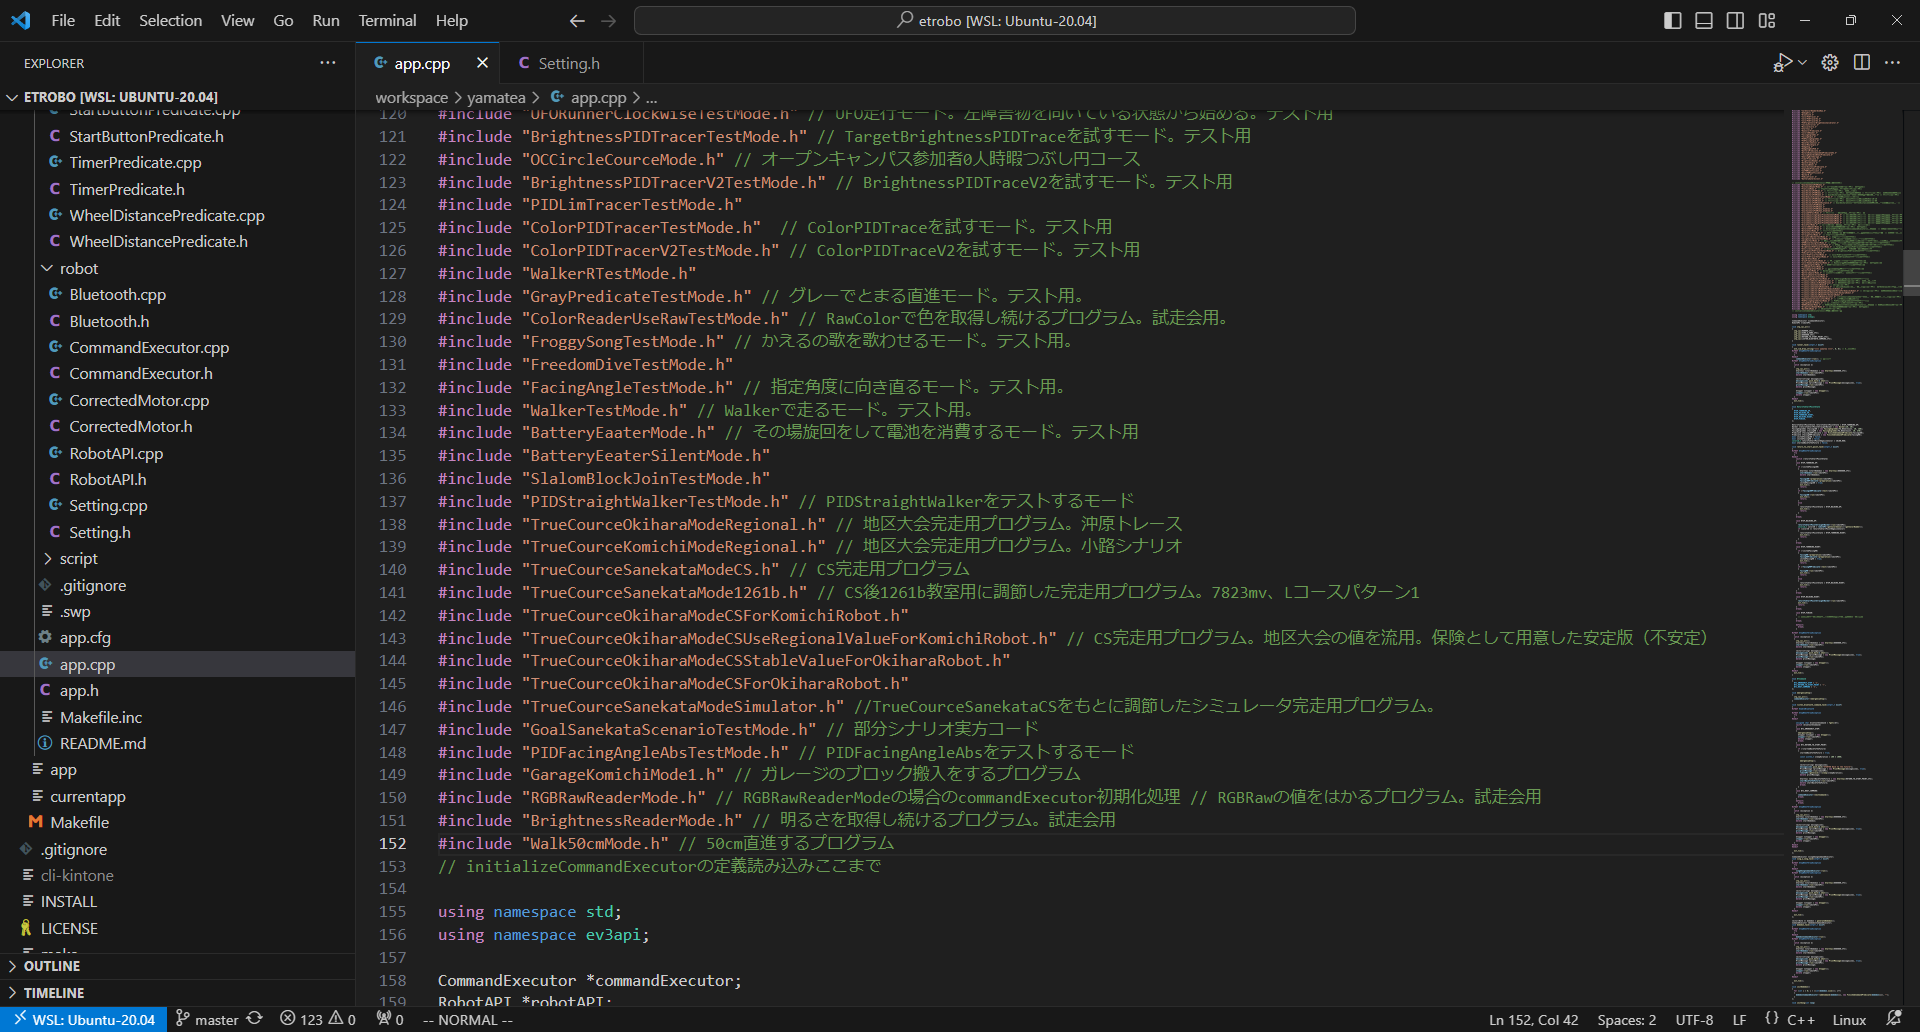 File Edit Selection View Go Run Terminal Help
etrobo [WSL: Ubuntu-20.04]
EXPLORER
app.cpp
Setting.h
ETROBO [WSL: UBUNTU-20.04]
workspace > yamatea > app.cpp > ...
StartButtonPredicate.cpp
StartButtonPredicate.h
TimerPredicate.cpp
TimerPredicate.h
WheelDistancePredicate.cpp
WheelDistancePredicate.h
robot
Bluetooth.cpp
Bluetooth.h
CommandExecutor.cpp
CommandExecutor.h
CorrectedMotor.cpp
CorrectedMotor.h
RobotAPI.cpp
RobotAPI.h
Setting.cpp
Setting.h
script
.gitignore
.swp
app.cfg
app.cpp
app.h
Makefile.inc
README.md
app
currentapp
Makefile
.gitignore
cli-kintone
INSTALL
LICENSE
make
OUTLINE
TIMELINE
120 #include "UFORunnerClockwiseTestMode.h" // UFO走行モード。左障害物を向いている状態から始める。テスト用
121 #include "BrightnessPIDTracerTestMode.h" // TargetBrightnessPIDTraceを試すモード。テスト用
122 #include "OCCircleCourceMode.h" // オープンキャンパス参加者0人時暇つぶし円コース
123 #include "BrightnessPIDTracerV2TestMode.h" // BrightnessPIDTraceV2を試すモード。テスト用
124 #include "PIDLimTracerTestMode.h"
125 #include "ColorPIDTracerTestMode.h"  // ColorPIDTraceを試すモード。テスト用
126 #include "ColorPIDTracerV2TestMode.h" // ColorPIDTraceV2を試すモード。テスト用
127 #include "WalkerRTestMode.h"
128 #include "GrayPredicateTestMode.h" // グレーでとまる直進モード。テスト用。
129 #include "ColorReaderUseRawTestMode.h" // RawColorで色を取得し続けるプログラム。試走会用。
130 #include "FroggySongTestMode.h" // かえるの歌を歌わせるモード。テスト用。
131 #include "FreedomDiveTestMode.h"
132 #include "FacingAngleTestMode.h" // 指定角度に向き直るモード。テスト用。
133 #include "WalkerTestMode.h" // Walkerで走るモード。テスト用。
134 #include "BatteryEaaterMode.h" // その場旋回をして電池を消費するモード。テスト用
135 #include "BatteryEeaterSilentMode.h"
136 #include "SlalomBlockJoinTestMode.h"
137 #include "PIDStraightWalkerTestMode.h" // PIDStraightWalkerをテストするモード
138 #include "TrueCourceOkiharaModeRegional.h" // 地区大会完走用プログラム。沖原トレース
139 #include "TrueCourceKomichiModeRegional.h" // 地区大会完走用プログラム。小路シナリオ
140 #include "TrueCourceSanekataModeCS.h" // CS完走用プログラム
141 #include "TrueCourceSanekataMode1261b.h" // CS後1261b教室用に調節した完走用プログラム。7823mv、Lコースパターン1
142 #include "TrueCourceOkiharaModeCSForKomichiRobot.h"
143 #include "TrueCourceOkiharaModeCSUseRegionalValueForKomichiRobot.h" // CS完走用プログラム。地区大会の値を流用。保険として用意した安定版（不安定）
144 #include "TrueCourceOkiharaModeCSStableValueForOkiharaRobot.h"
145 #include "TrueCourceOkiharaModeCSForOkiharaRobot.h"
146 #include "TrueCourceSanekataModeSimulator.h" //TrueCourceSanekataCSをもとに調節したシミュレータ完走用プログラム。
147 #include "GoalSanekataScenarioTestMode.h" // 部分シナリオ実方コード
148 #include "PIDFacingAngleAbsTestMode.h" // PIDFacingAngleAbsをテストするモード
149 #include "GarageKomichiMode1.h" // ガレージのブロック搬入をするプログラム
150 #include "RGBRawReaderMode.h" // RGBRawReaderModeの場合のcommandExecutor初期化処理 // RGBRawの値をはかるプログラム。試走会用
151 #include "BrightnessReaderMode.h" // 明るさを取得し続けるプログラム。試走会用
152 #include "Walk50cmMode.h" // 50cm直進するプログラム
153 // initializeCommandExecutorの定義読み込みここまで
154
155 using namespace std;
156 using namespace ev3api;
157
158 CommandExecutor *commandExecutor;
159 RobotAPI *robotAPI;
WSL: Ubuntu-20.04 master 123 0 0 -- NORMAL -- Ln 152, Col 42 Spaces: 2 UTF-8 LF {} C++ Linux